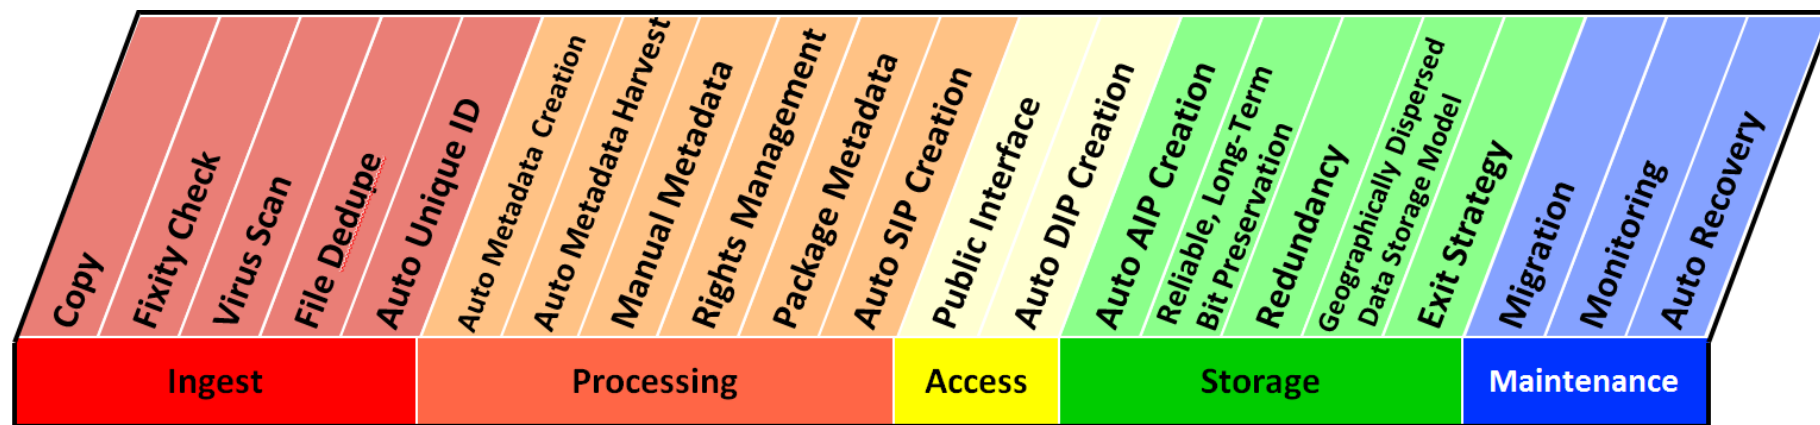 Copy
Fixity Check
Virus Scan
File Dedupe
Auto Unique ID
Auto Metadata Creation
Auto Metadata Harvest
Manual Metadata
Rights Management
Package Metadata
Auto SIP Creation
Public Interface
Auto DIP Creation
Auto AIP Creation
Reliable, Long-Term
Bit Preservation
Redundancy
Geographically Dispersed
Data Storage Model
Exit Strategy
Migration
Monitoring
Auto Recovery
Ingest
Processing
Access
Storage
Maintenance